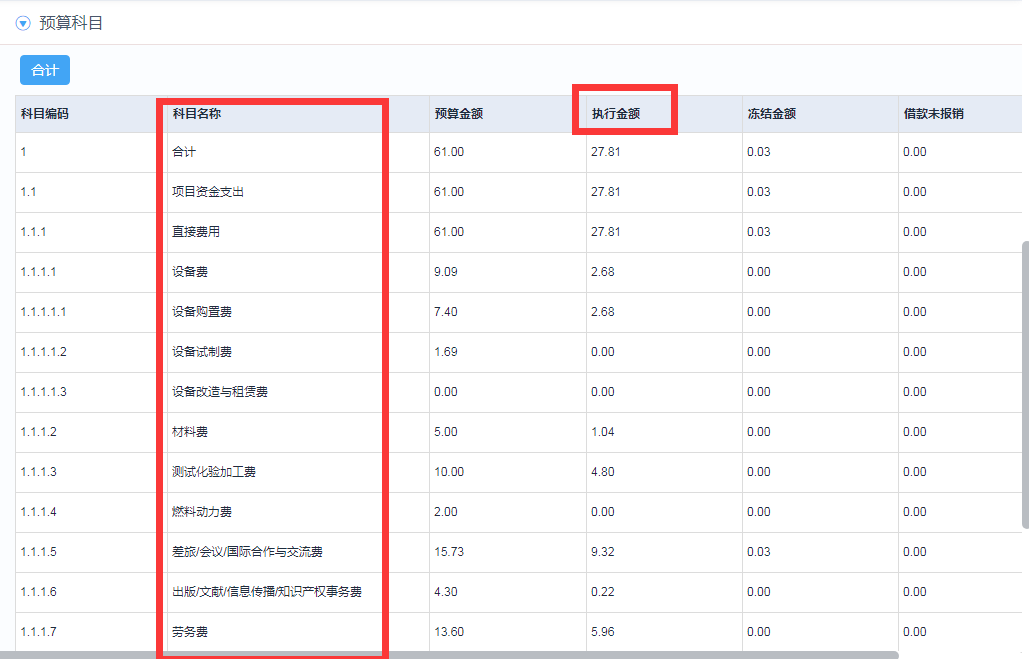 预算科目
合计
科目编码 科目名称 预算金额 执行金额 冻结金额 借款未报销
1 合计 61.00 27.81 0.03 0.00
1.1 项目资金支出 61.00 27.81 0.03 0.00
1.1.1 直接费用 61.00 27.81 0.03 0.00
1.1.1.1 设备费 9.09 2.68 0.00 0.00
1.1.1.1.1 设备购置费 7.40 2.68 0.00 0.00
1.1.1.1.2 设备试制费 1.69 0.00 0.00 0.00
1.1.1.1.3 设备改造与租赁费 0.00 0.00 0.00 0.00
1.1.1.2 材料费 5.00 1.04 0.00 0.00
1.1.1.3 测试化验加工费 10.00 4.80 0.00 0.00
1.1.1.4 燃料动力费 2.00 0.00 0.00 0.00
1.1.1.5 差旅/会议/国际合作与交流费 15.73 9.32 0.03 0.00
1.1.1.6 出版/文献/信息传播/知识产权事务费 4.30 0.22 0.00 0.00
1.1.1.7 劳务费 13.60 5.96 0.00 0.00